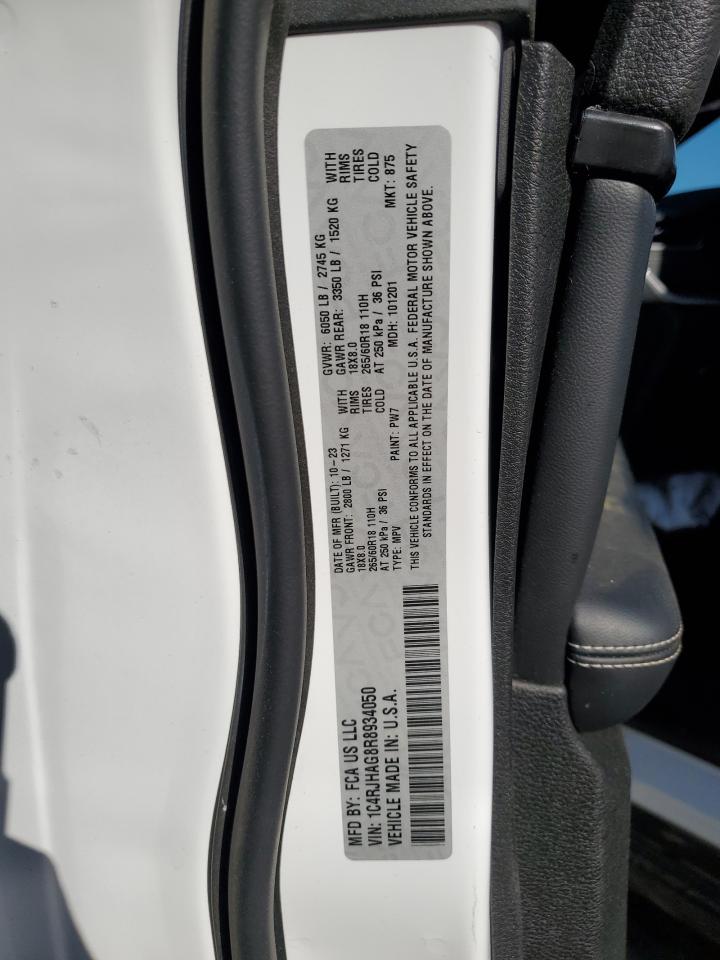 MFD BY: FCA US LLC
VIN: 1C4RJHAG8R8934050
VEHICLE MADE IN: U.S.A.
DATE OF MFR (BUILT): 10-23 GVWR: 6050 LB / 2745 KG
GAWR FRONT: 2800 LB / 1271 KG WITH GAWR REAR: 3350 LB / 1520 KG WITH
18X8.0 RIMS 18X8.0 RIMS
265/60R18 110H TIRES 265/60R18 110H TIRES
AT 250 kPa / 36 PSI COLD AT 250 kPa / 36 PSI COLD
TYPE: MPV PAINT: PW7 MDH: 101201 MKT: 875
THIS VEHICLE CONFORMS TO ALL APPLICABLE U.S.A. FEDERAL MOTOR VEHICLE SAFETY
STANDARDS IN EFFECT ON THE DATE OF MANUFACTURE SHOWN ABOVE.